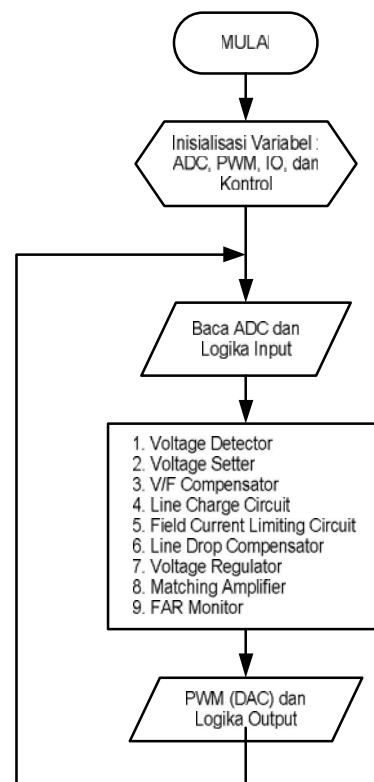 MULAI
Inisialisasi Variabel :
ADC, PWM, IO, dan
Kontrol
Baca ADC dan
Logika Input
1. Voltage Detector
2. Voltage Setter
3. V/F Compensator
4. Line Charge Circuit
5. Field Current Limiting Circuit
6. Line Drop Compensator
7. Voltage Regulator
8. Matching Amplifier
9. FAR Monitor
PWM (DAC) dan
Logika Output